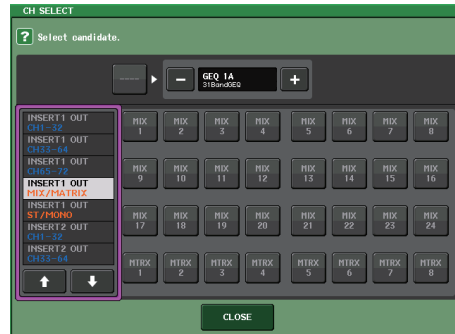 CH SELECT
? Select candidate.
----
− GEQ 1A +
31BandGEQ
INSERT1 OUT
CH1-32
INSERT1 OUT
CH33-64
INSERT1 OUT
CH65-72
INSERT1 OUT
MIX/MATRIX
INSERT1 OUT
ST/MONO
INSERT2 OUT
CH1-32
INSERT2 OUT
CH33-64
MIX 1 MIX 2 MIX 3 MIX 4 MIX 5 MIX 6 MIX 7 MIX 8
MIX 9 MIX 10 MIX 11 MIX 12 MIX 13 MIX 14 MIX 15 MIX 16
MIX 17 MIX 18 MIX 19 MIX 20 MIX 21 MIX 22 MIX 23 MIX 24
MTRX 1 MTRX 2 MTRX 3 MTRX 4 MTRX 5 MTRX 6 MTRX 7 MTRX 8
CLOSE